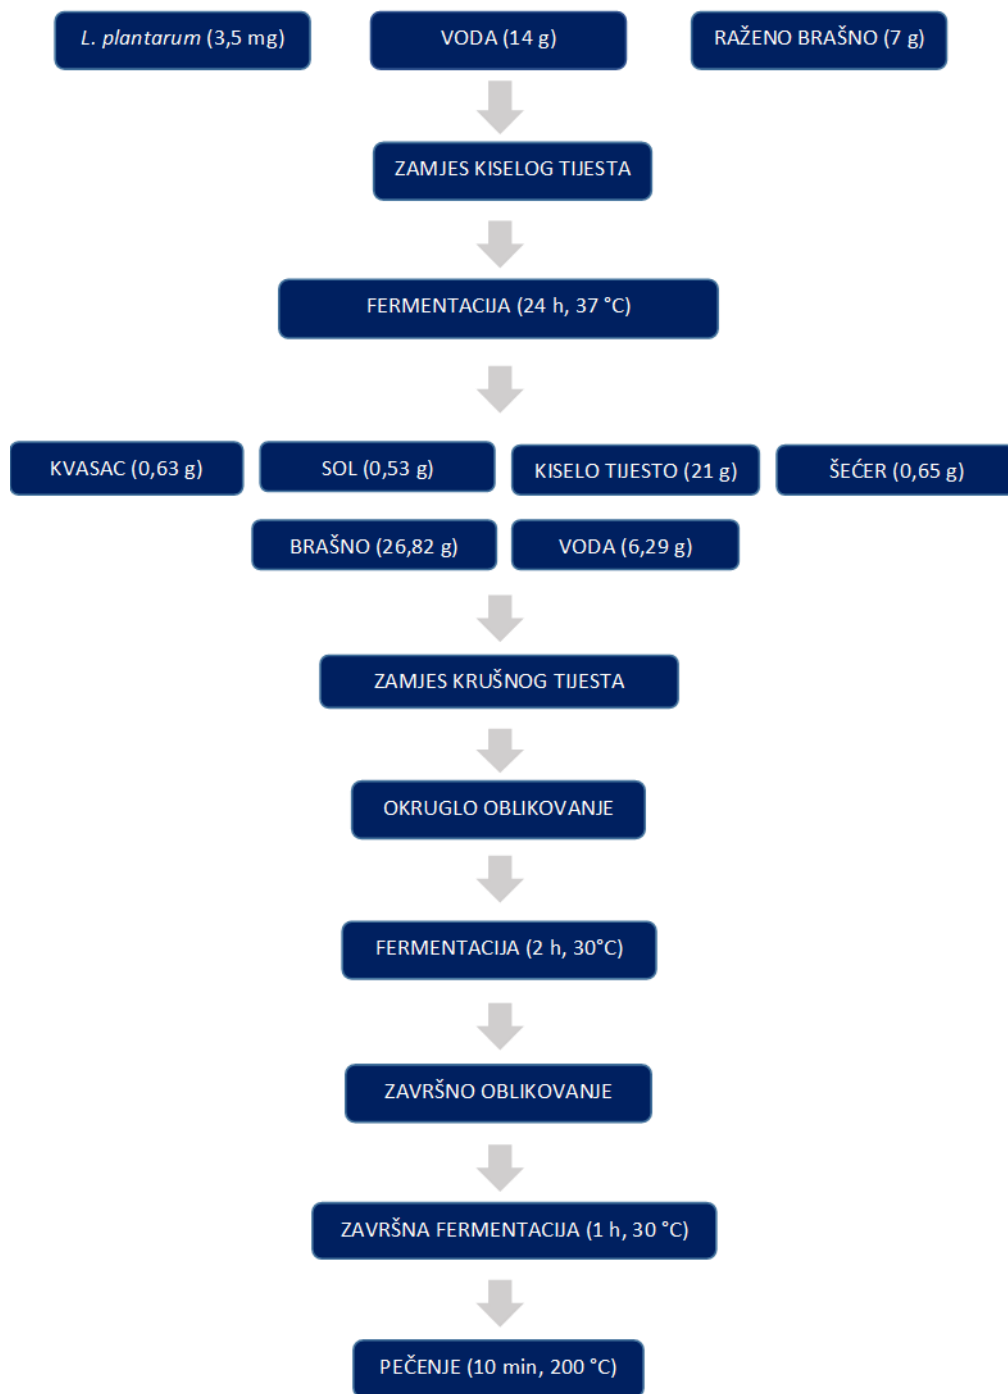 L. plantarum (3,5 mg)
VODA (14 g)
RAŽENO BRAŠNO (7 g)
ZAMJES KISELOG TIJESTA
FERMENTACIJA (24 h, 37 °C)
KVASAC (0,63 g)
SOL (0,53 g)
KISELO TIJESTO (21 g)
ŠEĆER (0,65 g)
BRAŠNO (26,82 g)
VODA (6,29 g)
ZAMJES KRUŠNOG TIJESTA
OKRUGLO OBLIKOVANJE
FERMENTACIJA (2 h, 30°C)
ZAVRŠNO OBLIKOVANJE
ZAVRŠNA FERMENTACIJA (1 h, 30 °C)
PEČENJE (10 min, 200 °C)